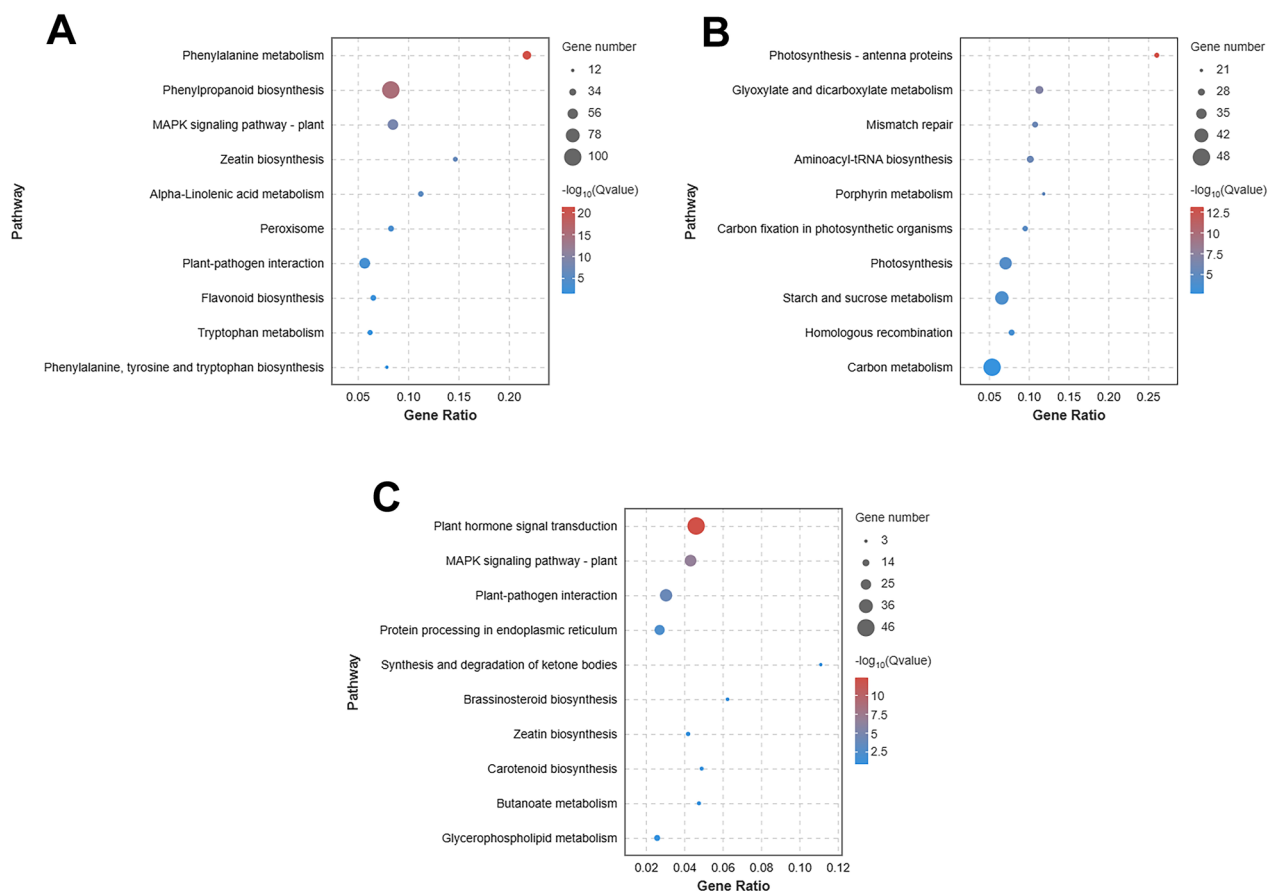 A
Pathway
Phenylalanine metabolism
Phenylpropanoid biosynthesis
MAPK signaling pathway - plant
Zeatin biosynthesis
Alpha-Linolenic acid metabolism
Peroxisome
Plant-pathogen interaction
Flavonoid biosynthesis
Tryptophan metabolism
Phenylalanine, tyrosine and tryptophan biosynthesis
0.05 0.10 0.15 0.20
Gene Ratio
Gene number
12
34
56
78
100
-log10(Qvalue)
20
15
10
5
B
Pathway
Photosynthesis - antenna proteins
Glyoxylate and dicarboxylate metabolism
Mismatch repair
Aminoacyl-tRNA biosynthesis
Porphyrin metabolism
Carbon fixation in photosynthetic organisms
Photosynthesis
Starch and sucrose metabolism
Homologous recombination
Carbon metabolism
0.05 0.10 0.15 0.20 0.25
Gene Ratio
Gene number
21
28
35
42
48
-log10(Qvalue)
12.5
10
7.5
5
C
Pathway
Plant hormone signal transduction
MAPK signaling pathway - plant
Plant-pathogen interaction
Protein processing in endoplasmic reticulum
Synthesis and degradation of ketone bodies
Brassinosteroid biosynthesis
Zeatin biosynthesis
Carotenoid biosynthesis
Butanoate metabolism
Glycerophospholipid metabolism
0.02 0.04 0.06 0.08 0.10 0.12
Gene Ratio
Gene number
3
14
25
36
46
-log10(Qvalue)
10
7.5
5
2.5